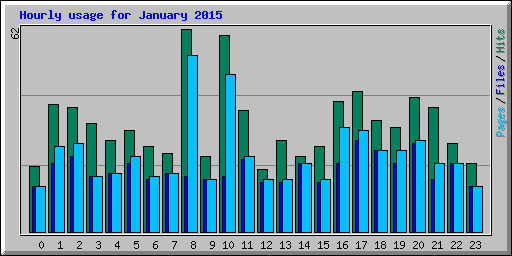 Hourly usage for January 2015
62
Pages / Files / Hits
0 1 2 3 4 5 6 7 8 9 10 11 12 13 14 15 16 17 18 19 20 21 22 23